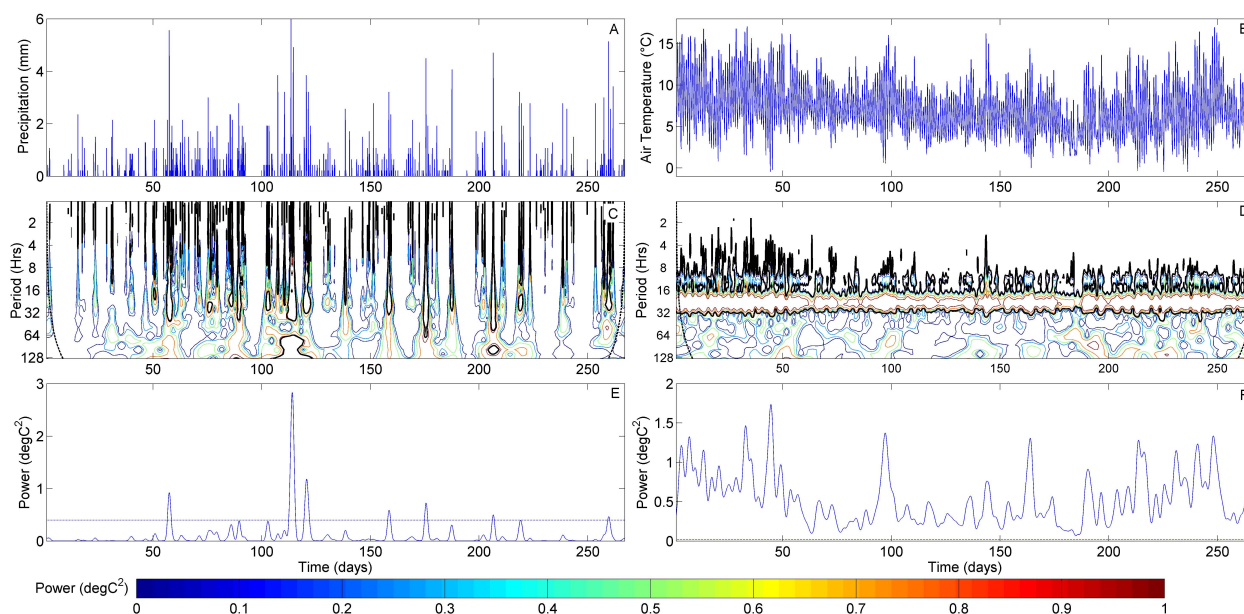 A
Precipitation (mm)
6
4
2
0
50 100 150 200 250
B
Air Temperature (°C)
15
10
5
0
50 100 150 200 250
C
Period (Hrs)
2
4
8
16
32
64
128
50 100 150 200 250
D
Period (Hrs)
2
4
8
16
32
64
128
50 100 150 200 250
E
Power (degC²)
3
2
1
0
50 100 150 200 250
Time (days)
F
Power (degC²)
2
1.5
1
0.5
0
50 100 150 200 250
Time (days)
Power (degC²)
0 0.1 0.2 0.3 0.4 0.5 0.6 0.7 0.8 0.9 1